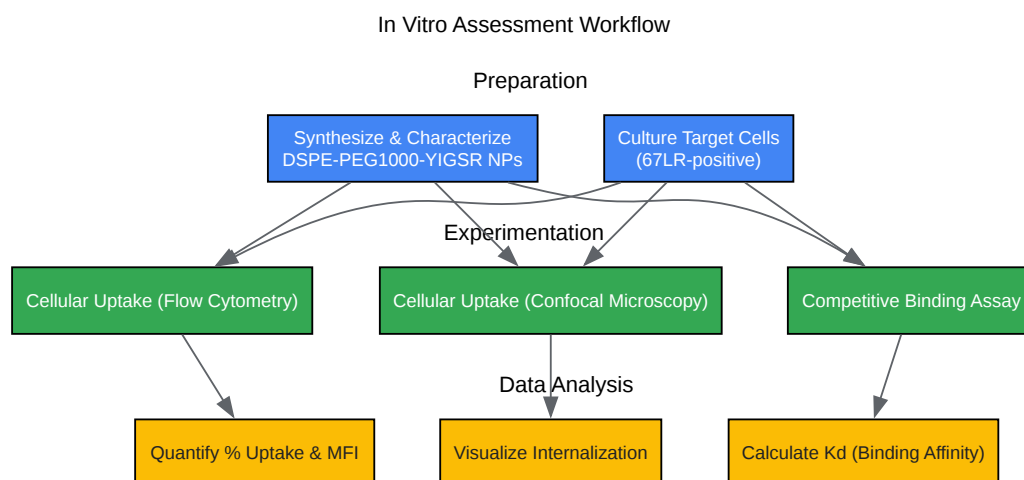 In Vitro Assessment Workflow
Preparation
Synthesize & Characterize
DSPE-PEG1000-YIGSR NPs
Culture Target Cells
(67LR-positive)
Experimentation
Cellular Uptake (Flow Cytometry)
Cellular Uptake (Confocal Microscopy)
Competitive Binding Assay
Data Analysis
Quantify % Uptake & MFI
Visualize Internalization
Calculate Kd (Binding Affinity)